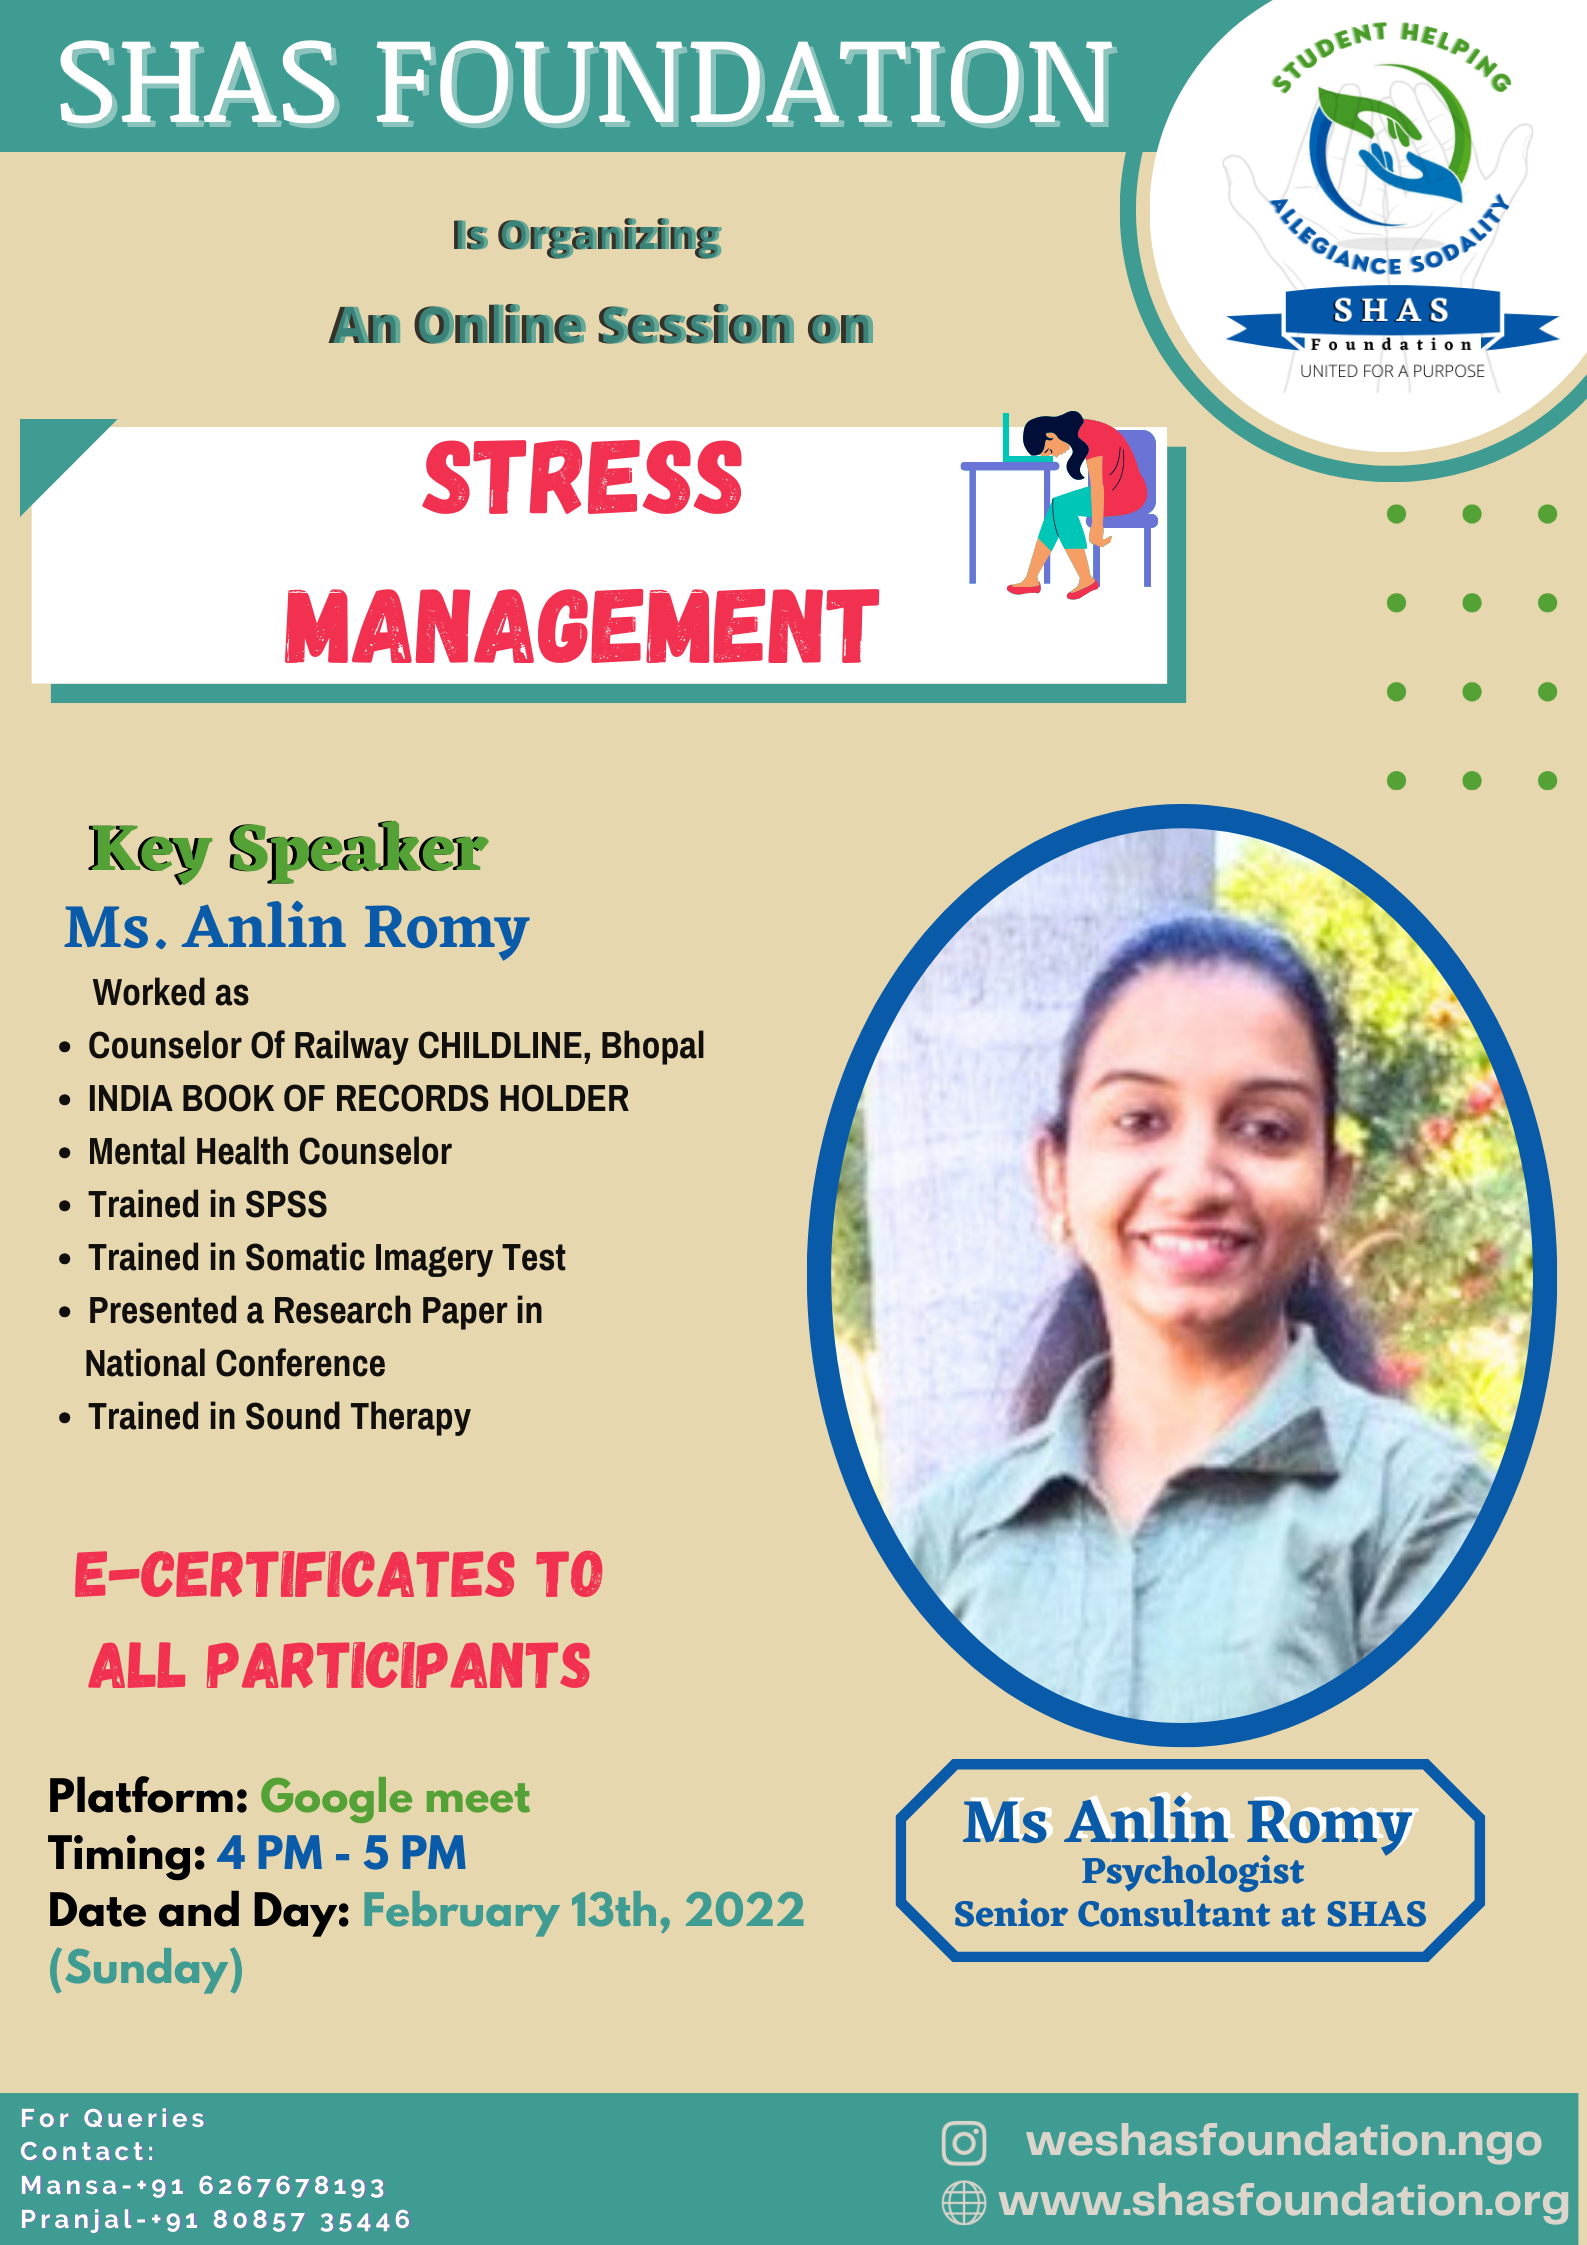 SHAS FOUNDATION
STUDENT HELPING
ALLEGIANCE SODALITY
SHAS
Foundation
UNITED FOR A PURPOSE
Is Organizing
An Online Session on
STRESS
MANAGEMENT
Key Speaker
Ms. Anlin Romy
Worked as
• Counselor Of Railway CHILDLINE, Bhopal
• INDIA BOOK OF RECORDS HOLDER
• Mental Health Counselor
• Trained in SPSS
• Trained in Somatic Imagery Test
• Presented a Research Paper in
National Conference
• Trained in Sound Therapy
E-CERTIFICATES TO
ALL PARTICIPANTS
Platform: Google meet
Timing: 4 PM - 5 PM
Date and Day: February 13th, 2022
(Sunday)
Ms Anlin Romy
Psychologist
Senior Consultant at SHAS
For Queries
Contact:
Mansa-+91 6267678193
Pranjal-+91 80857 35446
weshasfoundation.ngo
www.shasfoundation.org